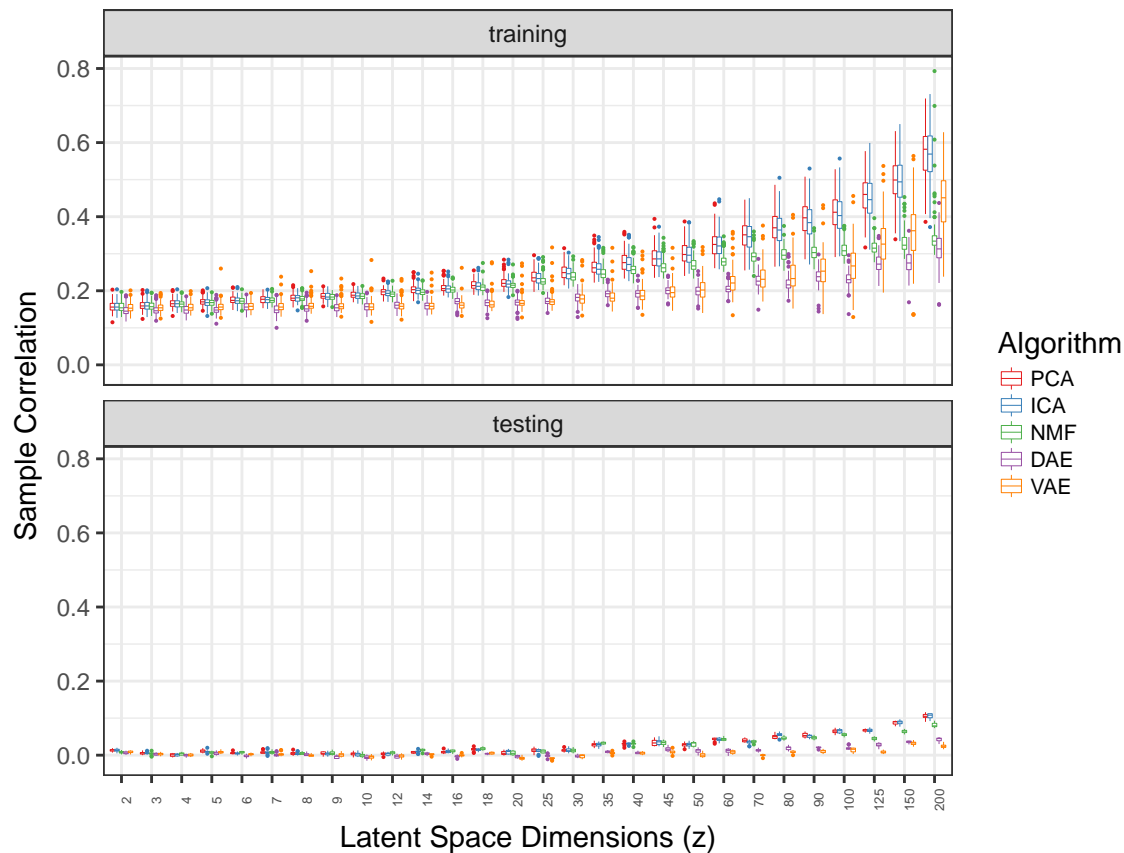 training
0.8
0.6
0.4
0.2
0.0
testing
0.8
0.6
0.4
0.2
0.0
2 3 4 5 6 7 8 9 10 12 14 16 18 20 25 30 35 40 45 50 60 70 80 90 100 125 150 200
Latent Space Dimensions (z)
Sample Correlation
Algorithm
PCA
ICA
NMF
DAE
VAE